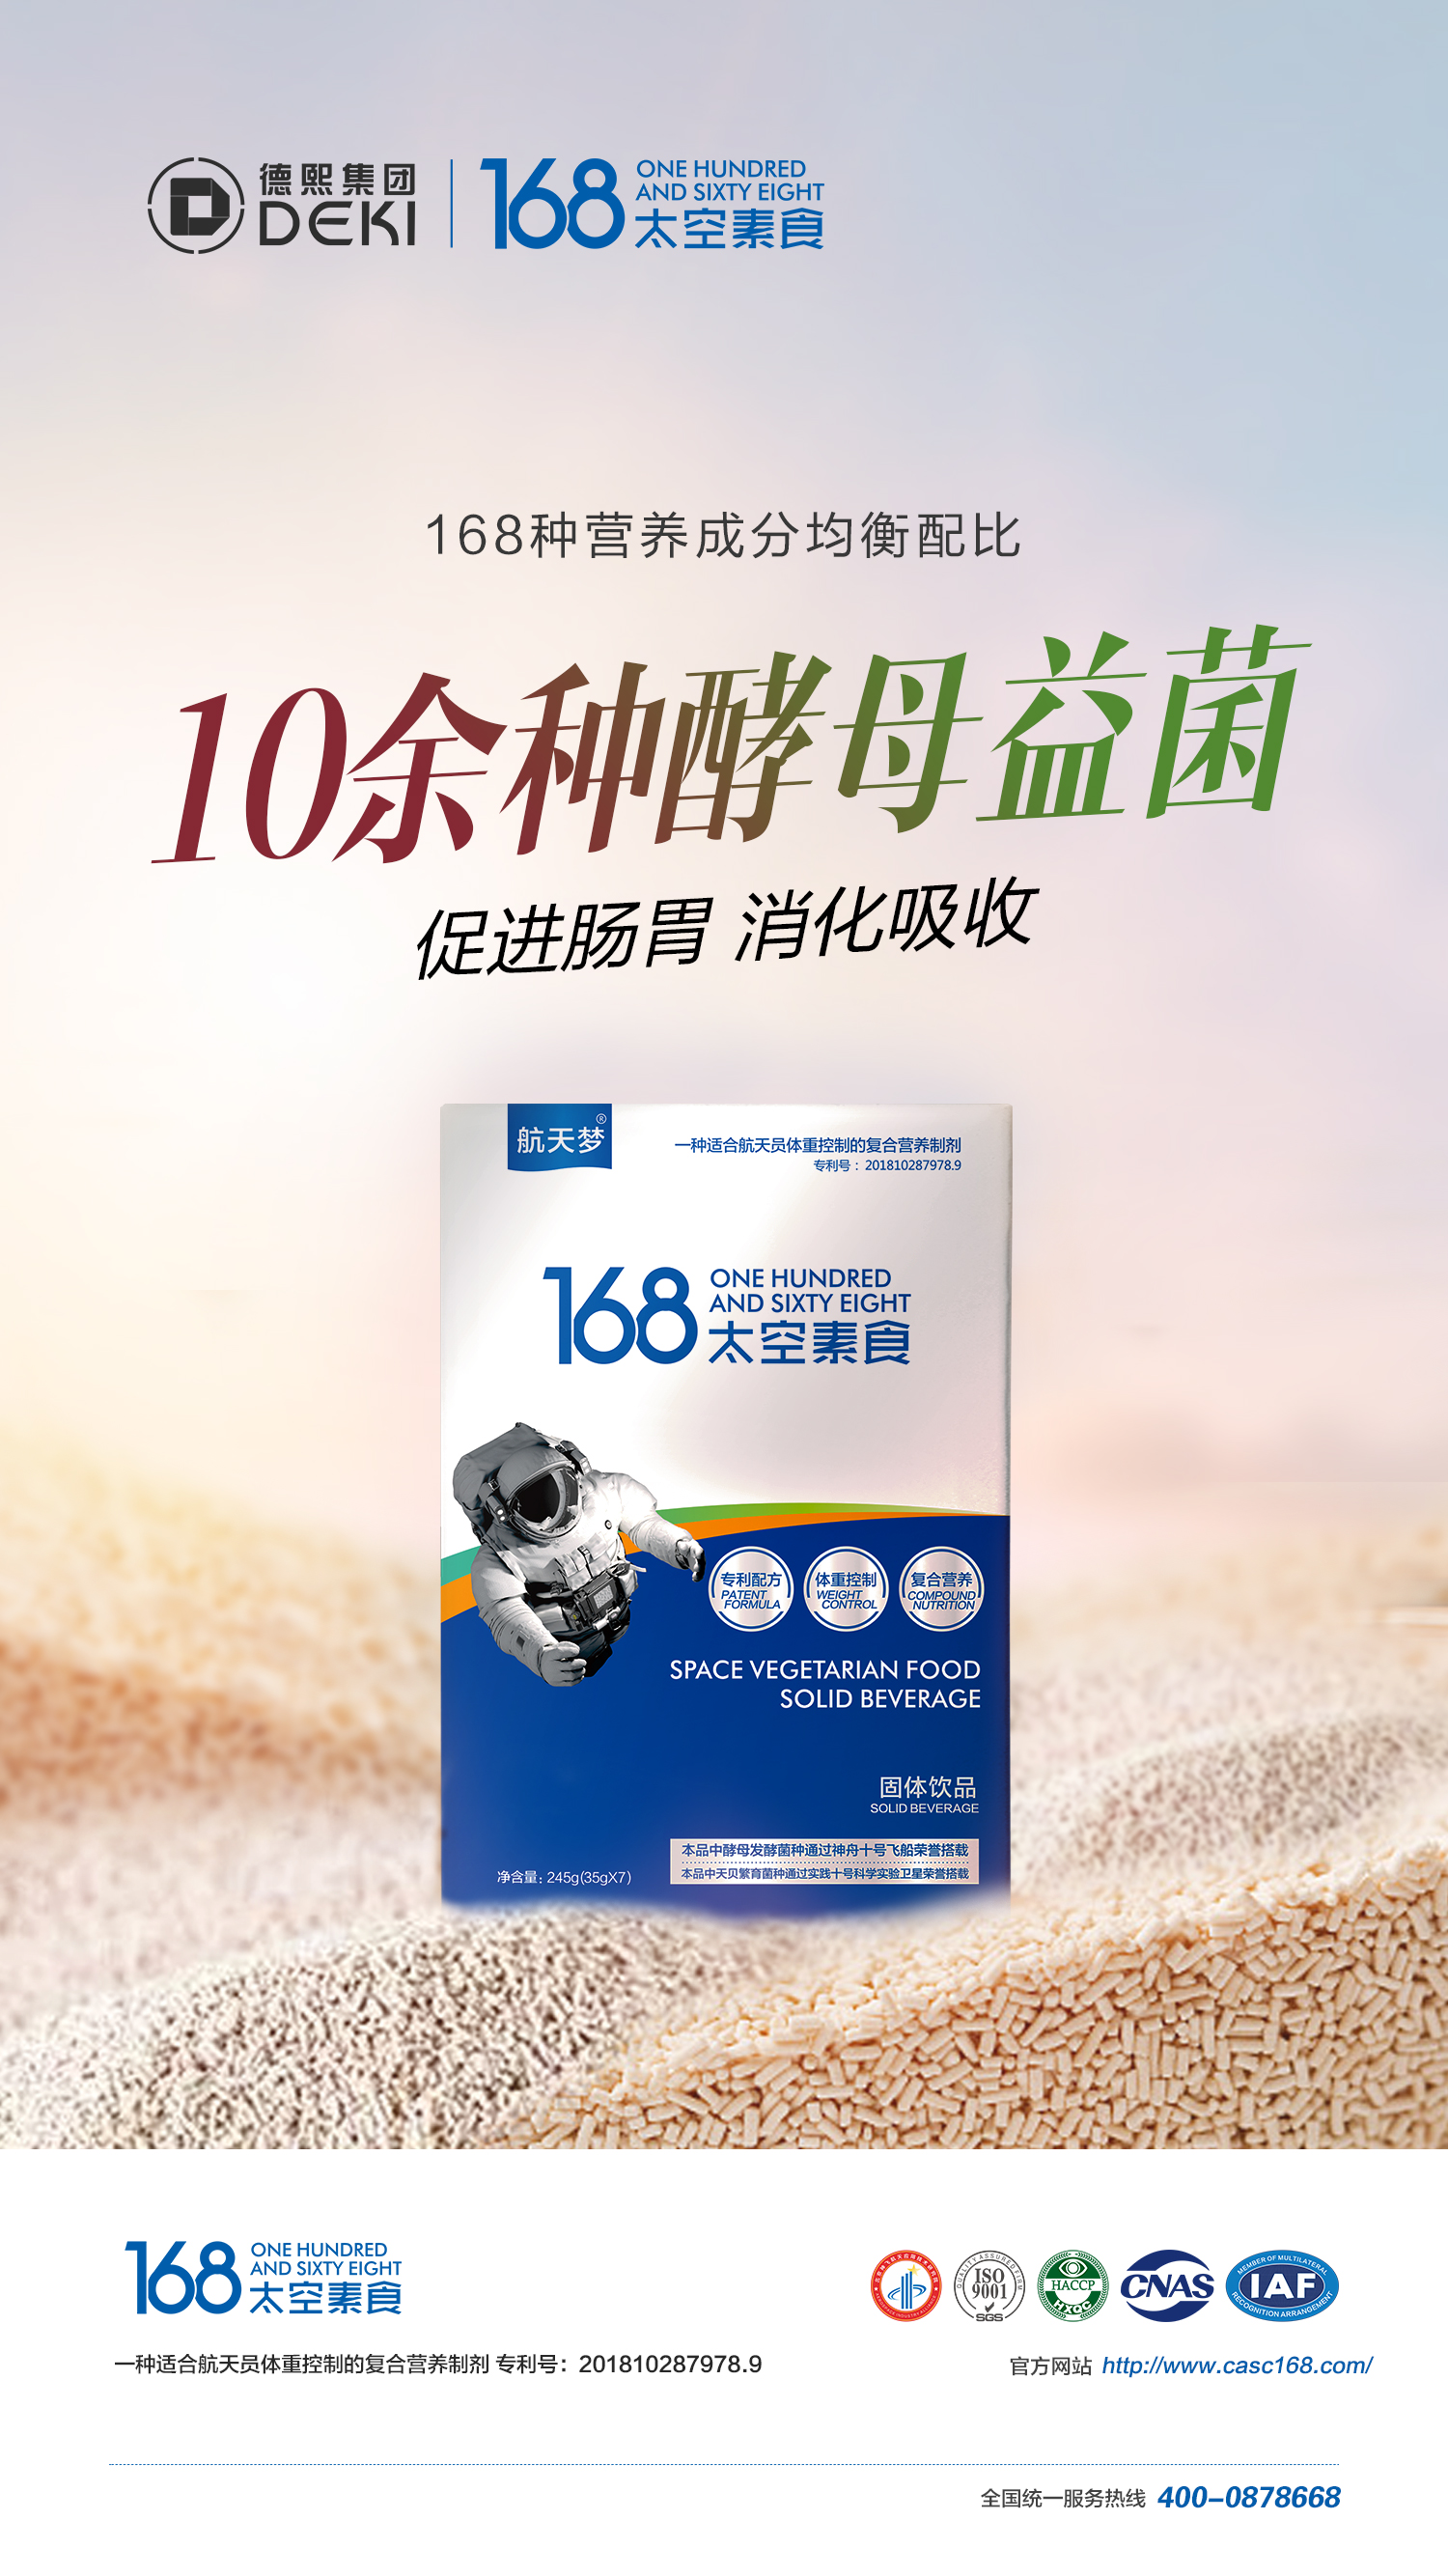 德熙集团
DEKI
168
ONE HUNDRED
AND SIXTY EIGHT
太空素食
168种营养成分均衡配比
10余种酵母益菌
促进肠胃 消化吸收
航天梦®
一种适合航天员体重控制的复合营养制剂
专利号：201810287978.9
168
ONE HUNDRED
AND SIXTY EIGHT
太空素食
专利配方
PATENT
FORMULA
体重控制
WEIGHT
CONTROL
复合营养
COMPOUND
NUTRITION
SPACE VEGETARIAN FOOD
SOLID BEVERAGE
固体饮品
SOLID BEVERAGE
本品中酵母发酵菌种通过神舟十号飞船荣誉搭载
本品中天贝繁育菌种通过实践十号科学实验卫星荣誉搭载
净含量：245g(35gX7)
168
ONE HUNDRED
AND SIXTY EIGHT
太空素食
ISO
9001
SGS
HACCP
HXQC
CNAS
MEMBER OF MULTILATERAL
IAF
RECOGNITION ARRANGEMENT
一种适合航天员体重控制的复合营养制剂 专利号：201810287978.9
官方网站 http://www.casc168.com/
全国统一服务热线 400-0878668